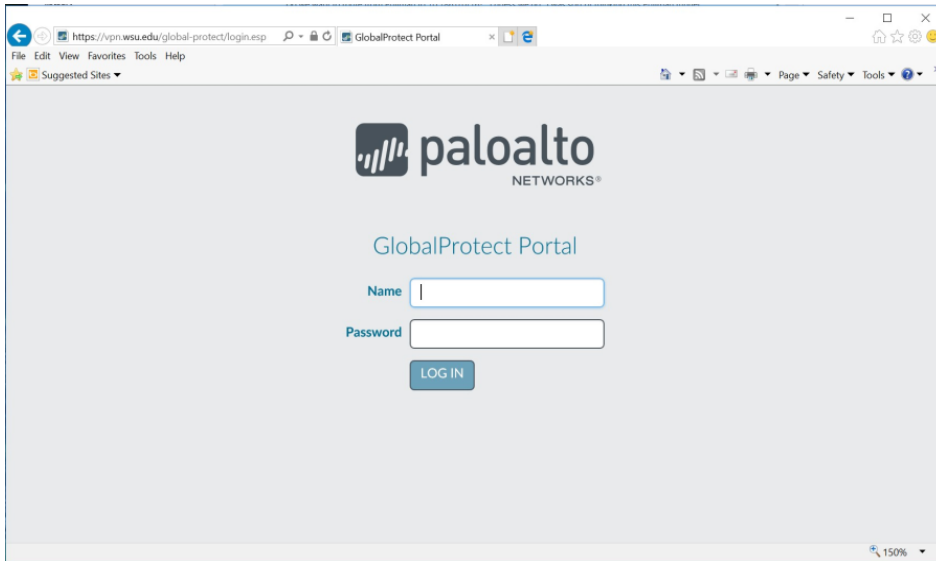 https://vpn.wsu.edu/global-protect/login.esp
GlobalProtect Portal
File Edit View Favorites Tools Help
Suggested Sites
Page Safety Tools
paloalto
NETWORKS®
GlobalProtect Portal
Name
Password
LOG IN
150%